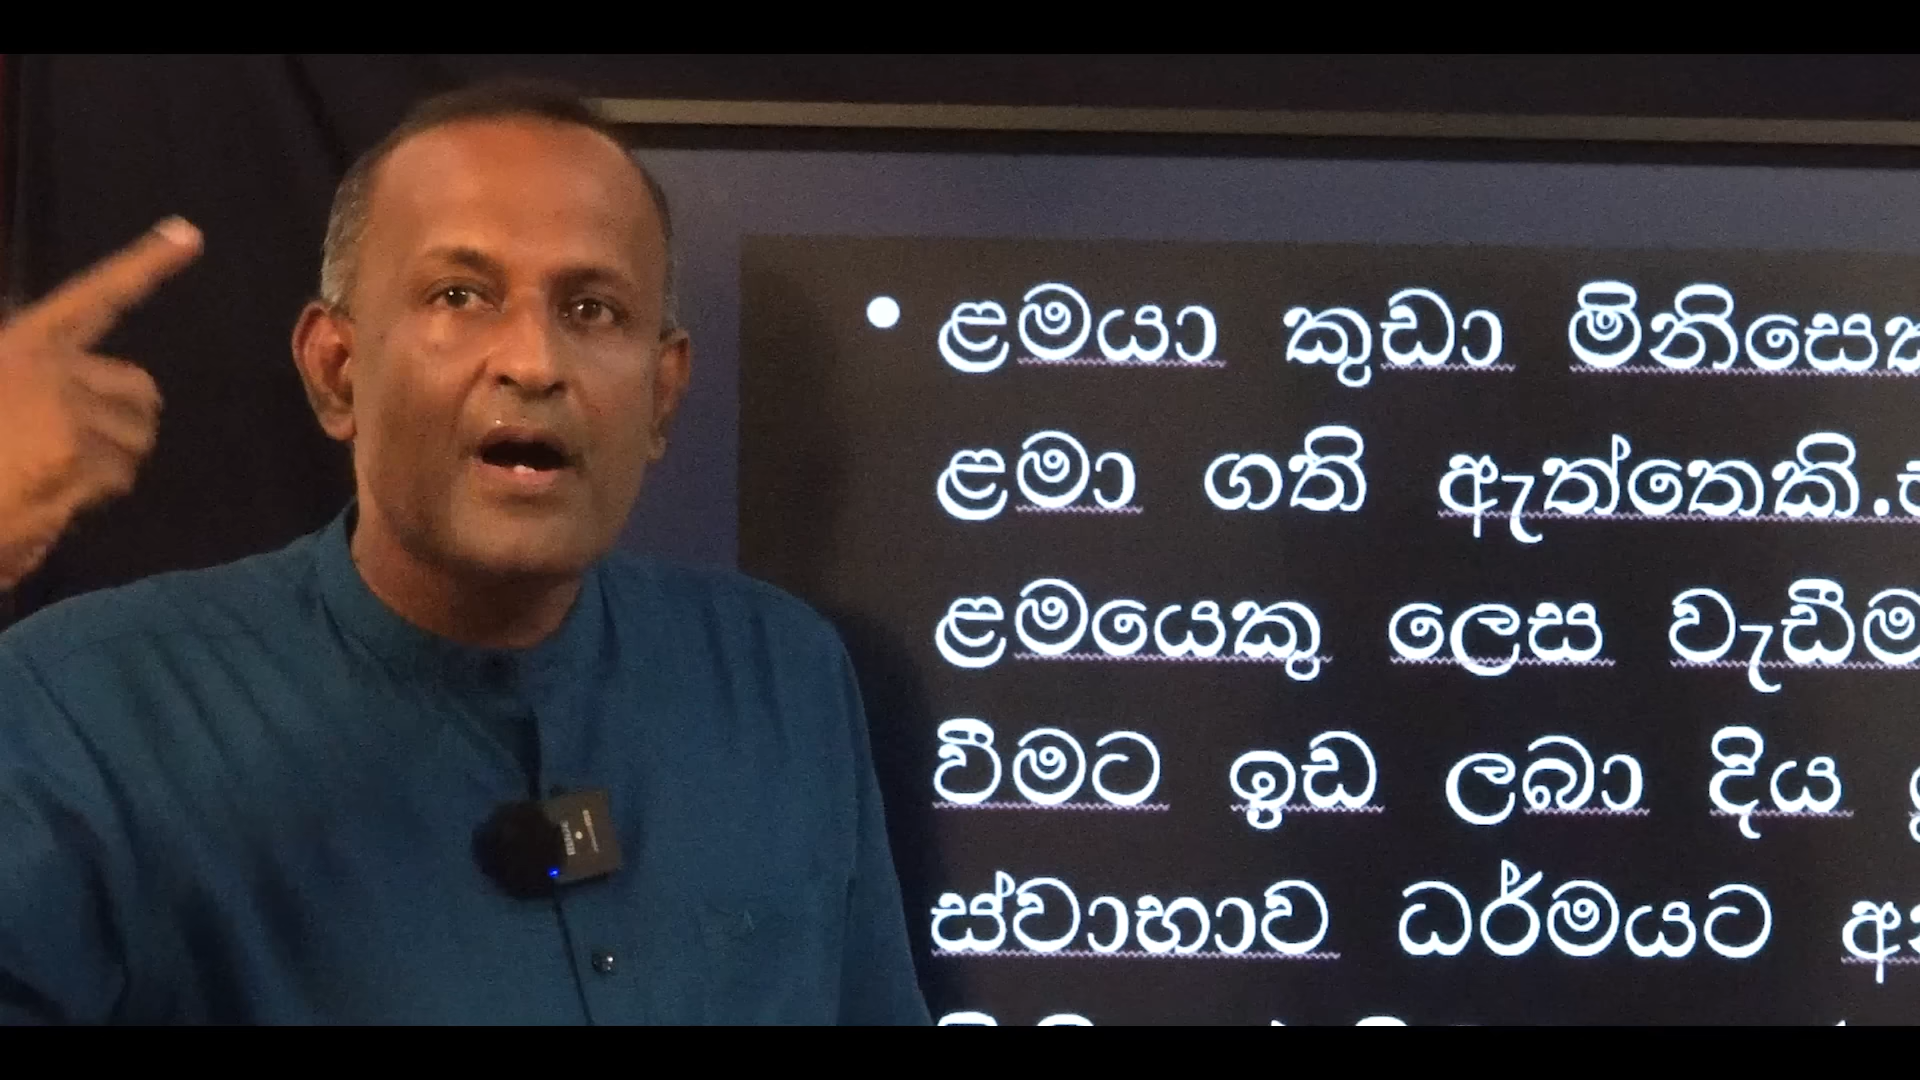 • ළමයා කුඩා
ළමා ගති ඇත්තෙකි.
ළමයෙකු ලෙස
වීමට ඉඩ ලබා දිය
ස්වාභාව ධර්මයට